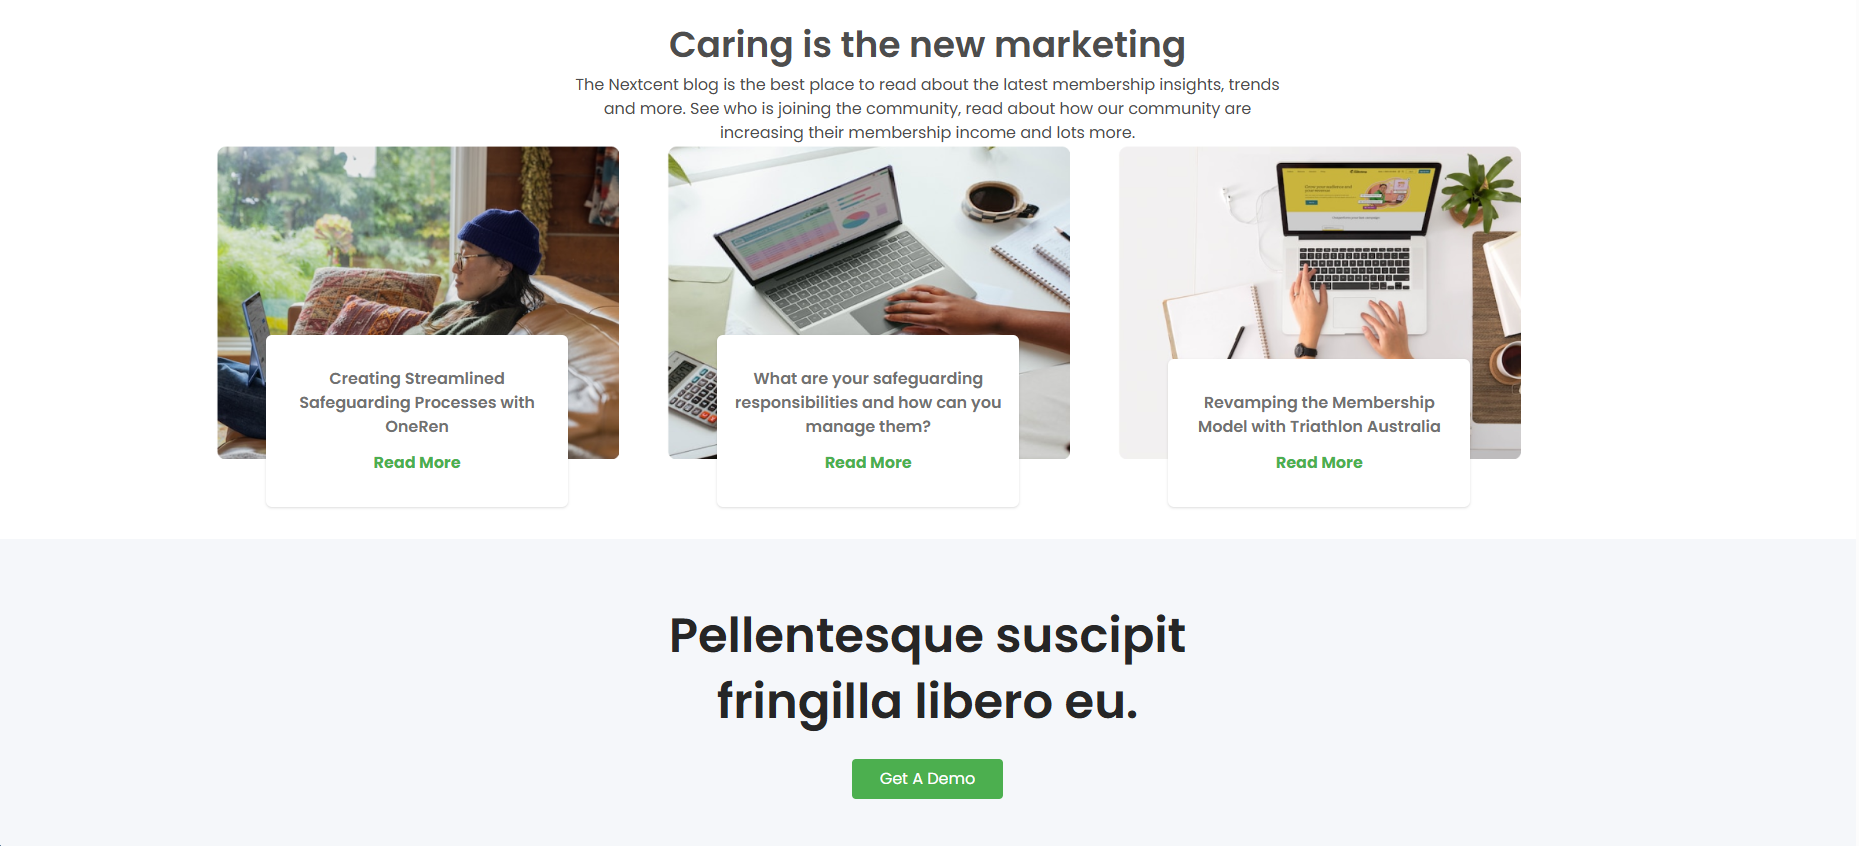 Caring is the new marketing
The Nextcent blog is the best place to read about the latest membership insights, trends
and more. See who is joining the community, read about how our community are
increasing their membership income and lots more.
Creating Streamlined
Safeguarding Processes with
OneRen
Read More
What are your safeguarding
responsibilities and how can you
manage them?
Read More
Revamping the Membership
Model with Triathlon Australia
Read More
Pellentesque suscipit
fringilla libero eu.
Get A Demo